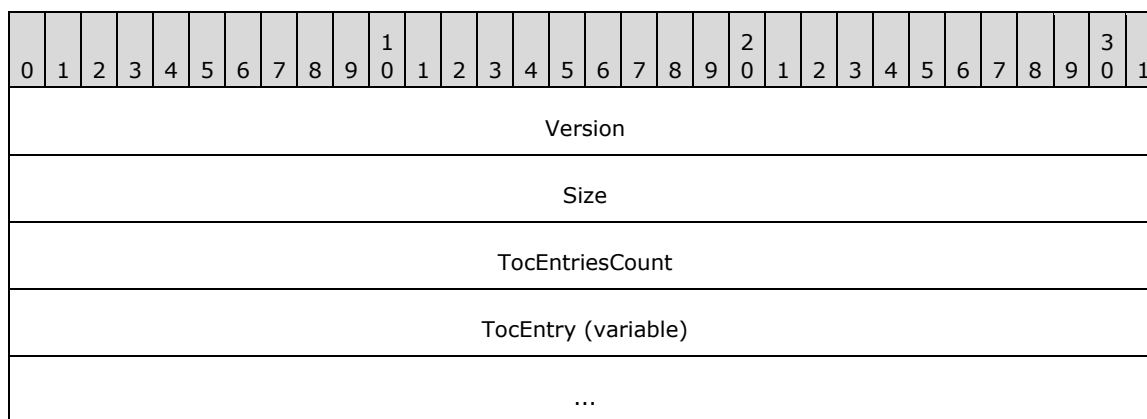 1 2 3
0 1 2 3 4 5 6 7 8 9 0 1 2 3 4 5 6 7 8 9 0 1 2 3 4 5 6 7 8 9 0 1
Version
Size
TocEntriesCount
TocEntry (variable)
...